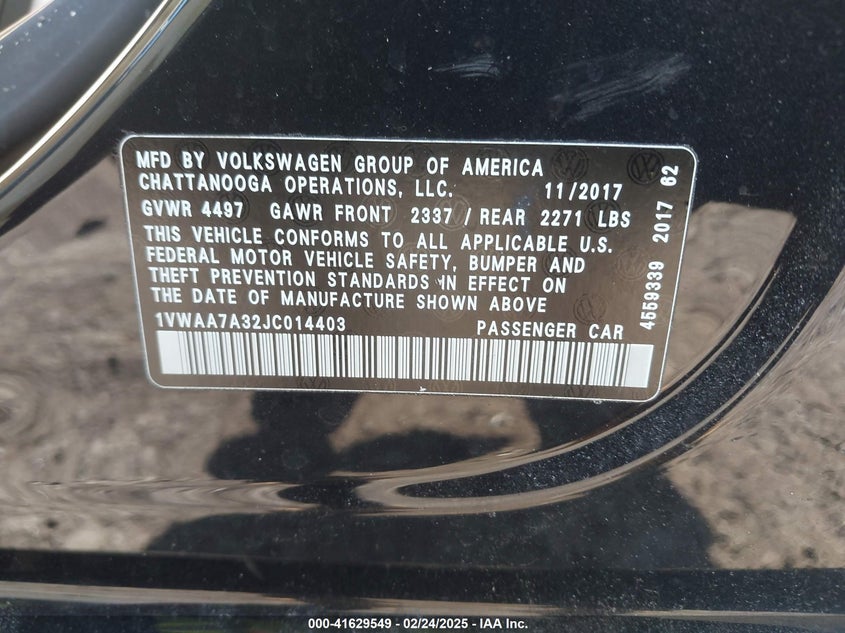 MFD BY VOLKSWAGEN GROUP OF AMERICA
CHATTANOOGA OPERATIONS, LLC. 11/2017
GVWR 4497 GAWR FRONT 2337 / REAR 2271 LBS
THIS VEHICLE CONFORMS TO ALL APPLICABLE U.S.
FEDERAL MOTOR VEHICLE SAFETY, BUMPER AND
THEFT PREVENTION STANDARDS IN EFFECT ON
THE DATE OF MANUFACTURE SHOWN ABOVE
1VWAA7A32JC014403 PASSENGER CAR
4559339 2017 62
000-41629549 / 02/24/2025 - IAA Inc.